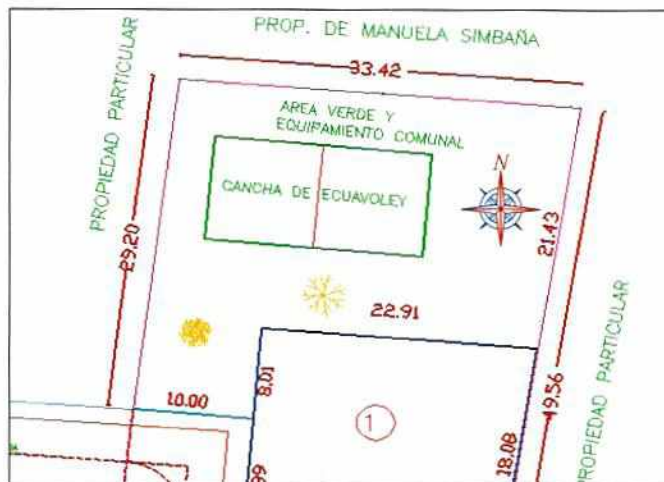 PROP. DE MANUELA SIMBAÑA
33.42
PROPIEDAD PARTICULAR
AREA VERDE Y
EQUIPAMIENTO COMUNAL
CANCHA DE ECUAVOLEY
N
21.43
29.20
22.91
PROPIEDAD PARTICULAR
8.01
10.00
49.56
1
18.08